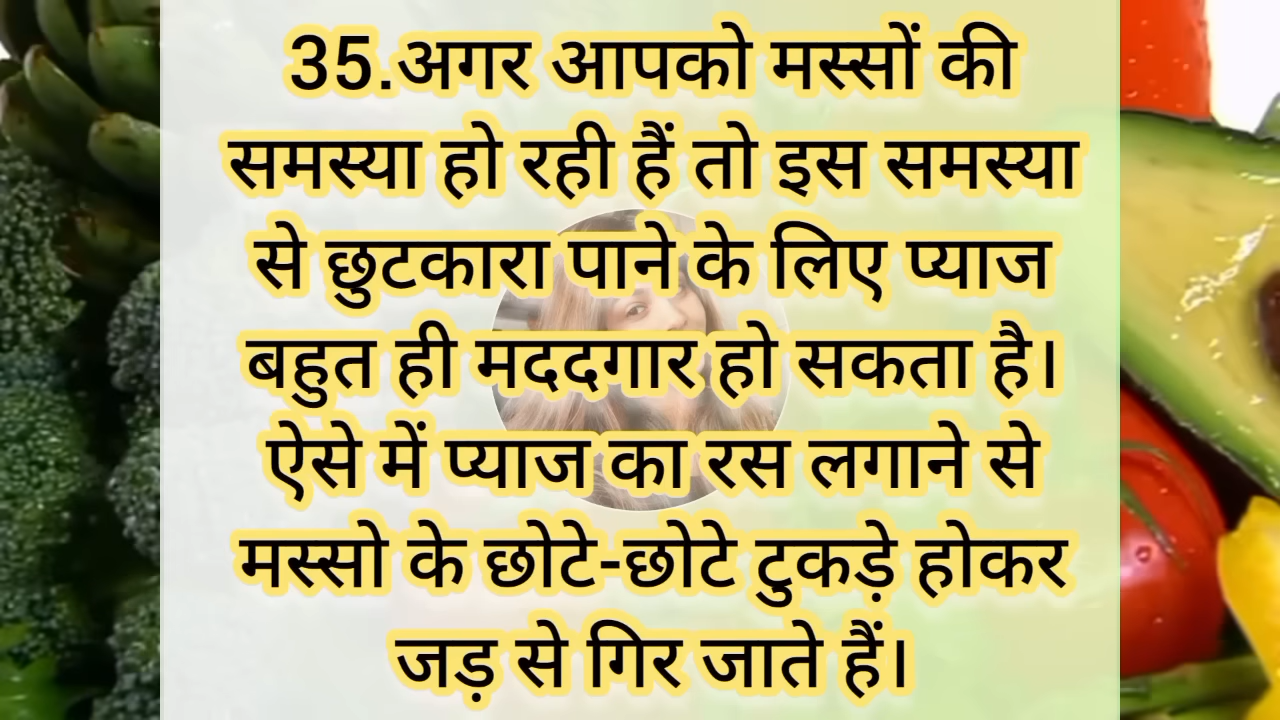 35.अगर आपको मस्सों की
समस्या हो रही हैं तो इस समस्या
से छुटकारा पाने के लिए प्याज
बहुत ही मददगार हो सकता है।
ऐसे में प्याज का रस लगाने से
मस्सो के छोटे-छोटे टुकड़े होकर
जड़ से गिर जाते हैं।